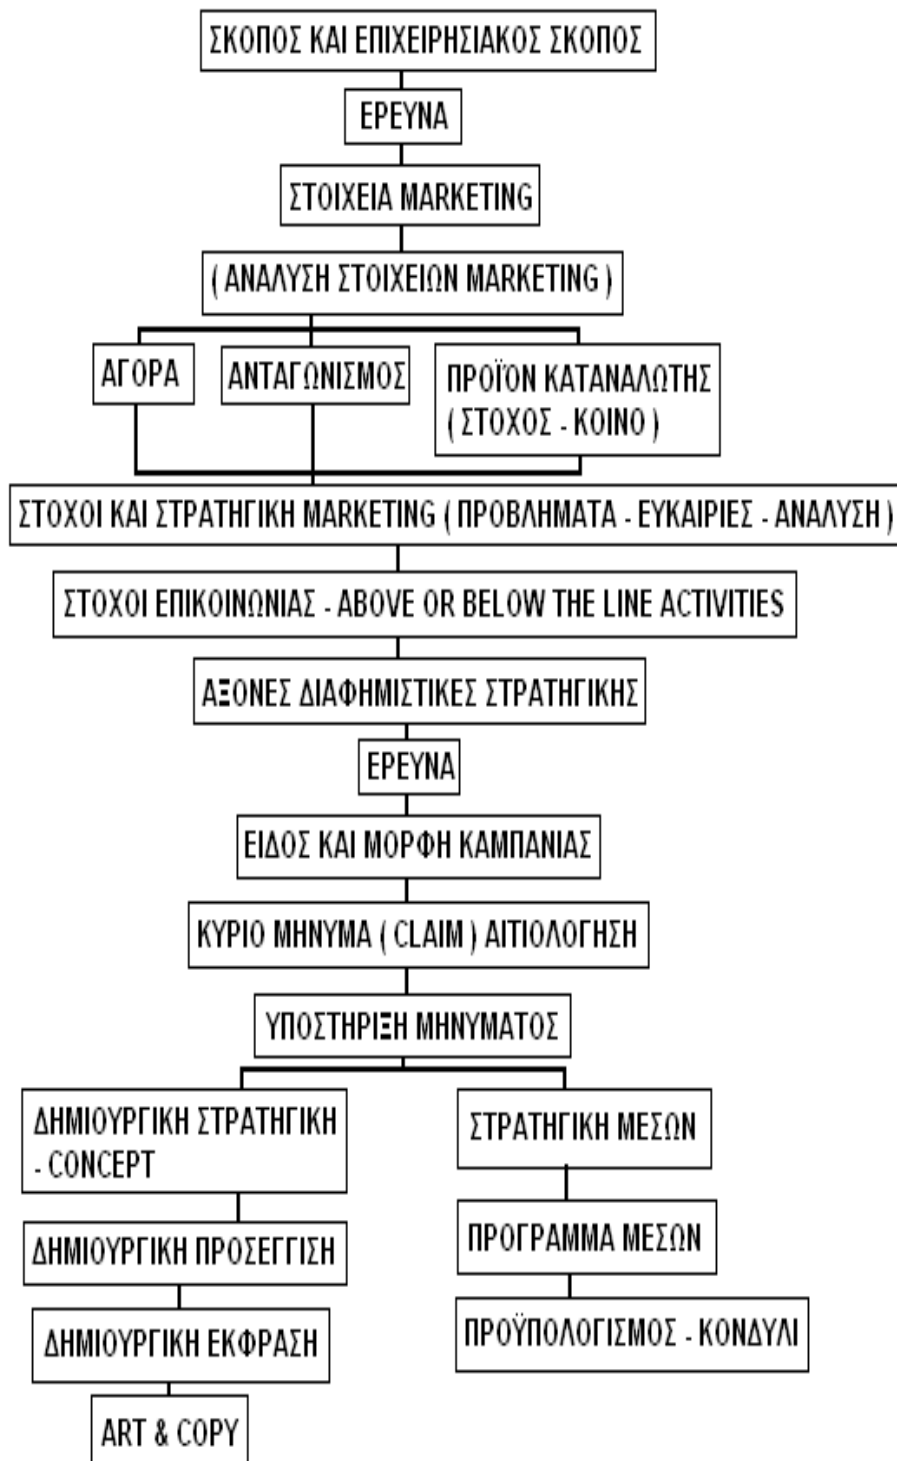 ΣΚΟΠΟΣ ΚΑΙ ΕΠΙΧΕΙΡΗΣΙΑΚΟΣ ΣΚΟΠΟΣ
ΕΡΕΥΝΑ
ΣΤΟΙΧΕΙΑ MARKETING
( ΑΝΑΛΥΣΗ ΣΤΟΙΧΕΙΩΝ MARKETING )
ΑΓΟΡΑ
ΑΝΤΑΓΩΝΙΣΜΟΣ
ΠΡΟΪΟΝ ΚΑΤΑΝΑΛΩΤΗΣ
( ΣΤΟΧΟΣ - ΚΟΙΝΟ )
ΣΤΟΧΟΙ ΚΑΙ ΣΤΡΑΤΗΓΙΚΗ MARKETING ( ΠΡΟΒΛΗΜΑΤΑ - ΕΥΚΑΙΡΙΕΣ - ΑΝΑΛΥΣΗ )
ΣΤΟΧΟΙ ΕΠΙΚΟΙΝΩΝΙΑΣ - ABOVE OR BELOW THE LINE ACTIVITIES
ΑΞΟΝΕΣ ΔΙΑΦΗΜΙΣΤΙΚΕΣ ΣΤΡΑΤΗΓΙΚΗΣ
ΕΡΕΥΝΑ
ΕΙΔΟΣ ΚΑΙ ΜΟΡΦΗ ΚΑΜΠΑΝΙΑΣ
ΚΥΡΙΟ ΜΗΝΥΜΑ ( CLAIM ) ΑΙΤΙΟΛΟΓΗΣΗ
ΥΠΟΣΤΗΡΙΞΗ ΜΗΝΥΜΑΤΟΣ
ΔΗΜΙΟΥΡΓΙΚΗ ΣΤΡΑΤΗΓΙΚΗ
- CONCEPT
ΔΗΜΙΟΥΡΓΙΚΗ ΠΡΟΣΕΓΓΙΣΗ
ΔΗΜΙΟΥΡΓΙΚΗ ΕΚΦΡΑΣΗ
ART & COPY
ΣΤΡΑΤΗΓΙΚΗ ΜΕΣΩΝ
ΠΡΟΓΡΑΜΜΑ ΜΕΣΩΝ
ΠΡΟΫΠΟΛΟΓΙΣΜΟΣ - ΚΟΝΔΥΛΙ